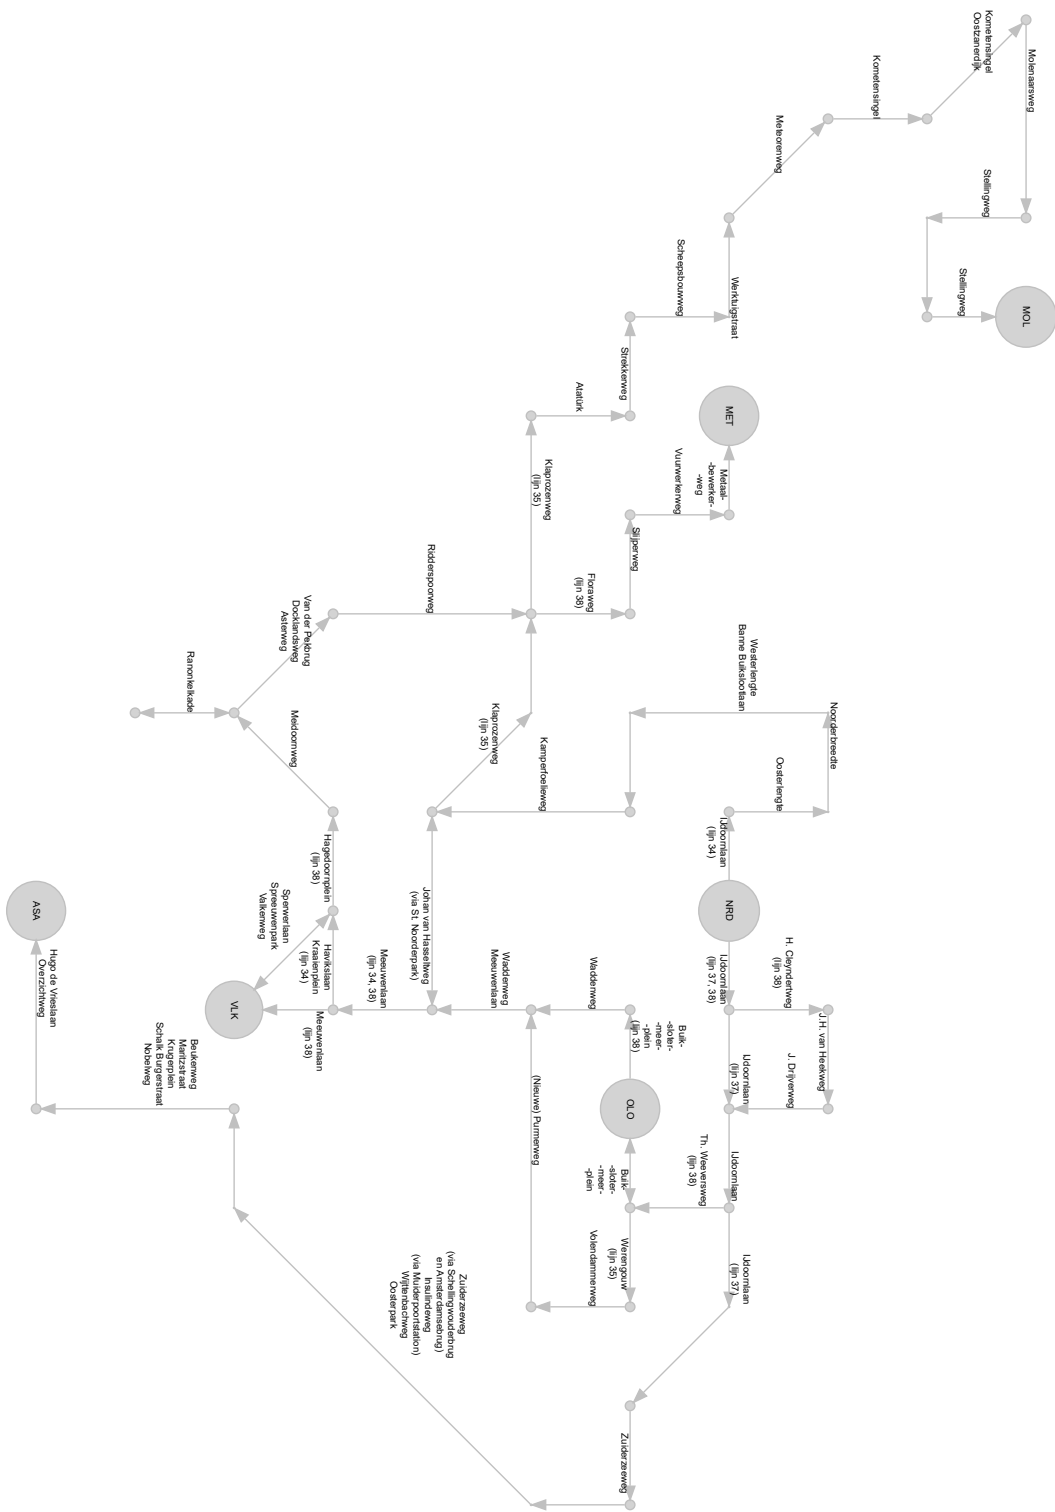 Kometensingel
Oostzanerdijk
Molenaarsweg
Kometensingel
Meteorenweg
Stellingweg
Stellingweg
MOL
Scheepsbouwweg
Werktuigstraat
Strekkerweg
Atatürk
MET
Klaprozenweg
(lijn 35)
Vuurwerkerweg
Metaal-
-bewerker-
-weg
Slijperweg
Floraweg
(lijn 38)
Ridderspoorweg
Van der Pekbrug
Docklandsweg
Asterweg
Ranonkelkade
Meidoornweg
Klaprozenweg
(lijn 35)
Kamperfoelieweg
Westerlengte
Banne Buikslootlaan
Noorderbreedte
Oosterlengte
IJdoornlaan
(lijn 34)
NRD
IJdoornlaan
(lijn 37, 38)
H. Cleyndertweg
(lijn 38)
J.H. van Heekweg
J. Drijverweg
IJdoornlaan
(lijn 37)
IJdoornlaan
Th. Weeversweg
(lijn 38)
IJdoornlaan
(lijn 37)
Hagedoornplein
(lijn 38)
Sperwerlaan
Spreeuwenpark
Valkenweg
Havikslaan
Kraaienplein
(lijn 34)
VLK
Meeuwenlaan
(lijn 38)
Meeuwenlaan
(lijn 34, 38)
Johan van Hasseltweg
(via St. Noorderpark)
Waddenweg
Meeuwenlaan
Waddenweg
Buik-
-sloter-
-meer-
-plein
(lijn 38)
OLO
Buik-
-sloter-
-meer-
-plein
Werengouw
(lijn 35)
Volendammerweg
(Nieuwe) Purmerweg
ASA
Hugo de Vrieslaan
Overzichtweg
Beukenweg
Maritzstraat
Krugerplein
Schalk Burgerstraat
Nobelweg
Zuiderzeeweg
(via Schellingwouderbrug
en Amsterdamsebrug)
Insulindeweg
(via Muiderpoortstation)
Wijttenbachweg
Oosterpark
Zuiderzeeweg